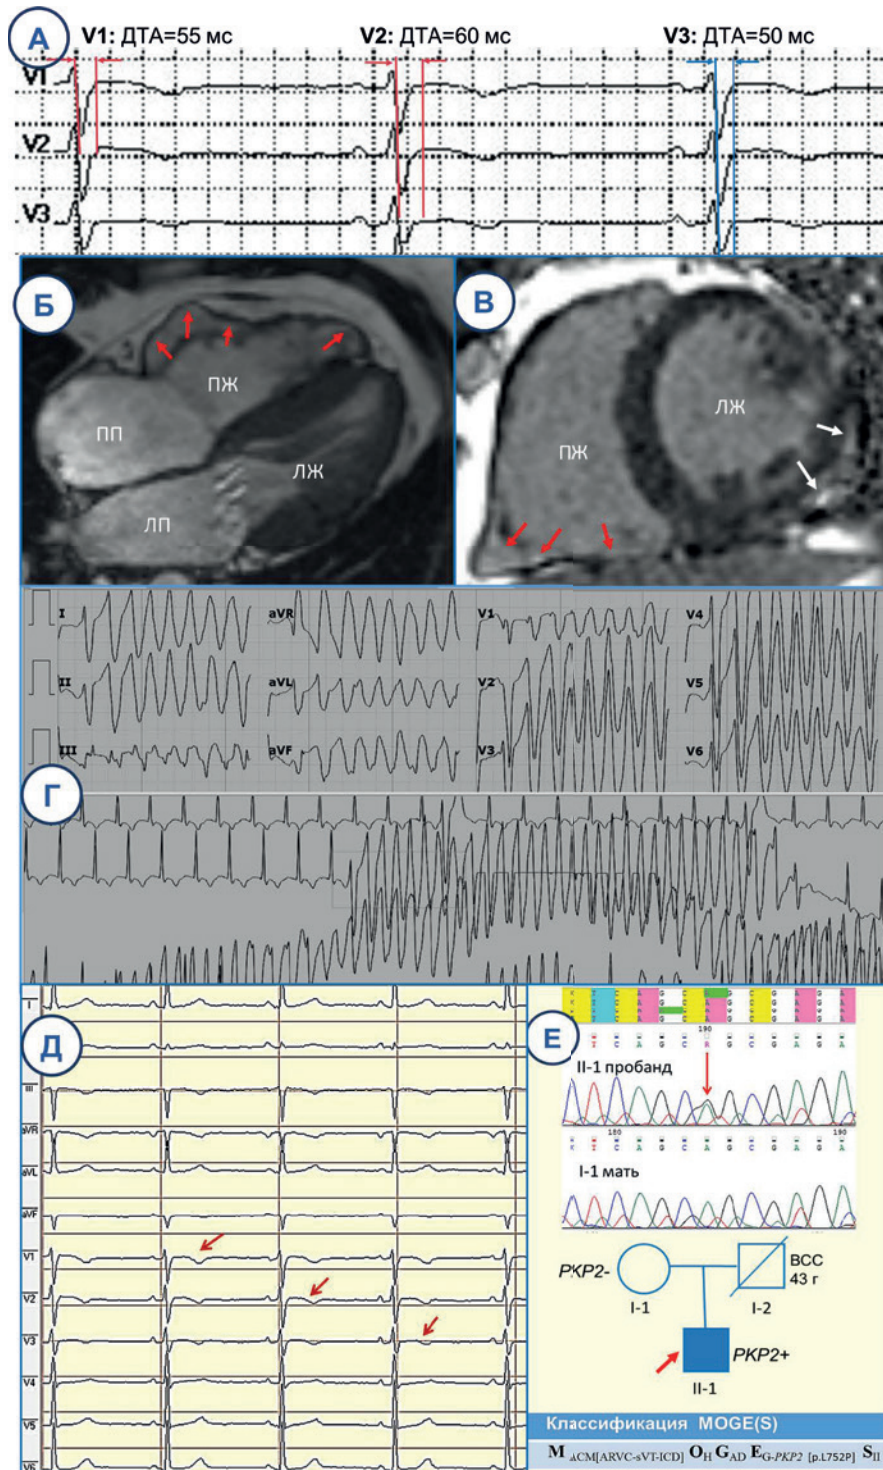 А
V1: ДТА=55 мс V2: ДТА=60 мс V3: ДТА=50 мс
V1
V2
V3
Б
ПЖ
ПП
ЛЖ
ЛП
В
ЛЖ
ПЖ
I aVR V1 V4
II aVL V2 V5
III aVF V3 V6
Г
Д
I
III
aVR
aVL
aVF
V1
V2
V3
V4
V5
V6
Е
190
T C A G C R G C G A G A
II-1 пробанд
180 190
T C A G C A G C G A G A
I-1 мать
PKP2-
I-1
ВСС
43 г
I-2
PKP2+
II-1
Классификация MOGE(S)
M ACM[ARVC-sVT-ICD] OH GAD EG-PKP2 [p.L752P] SII